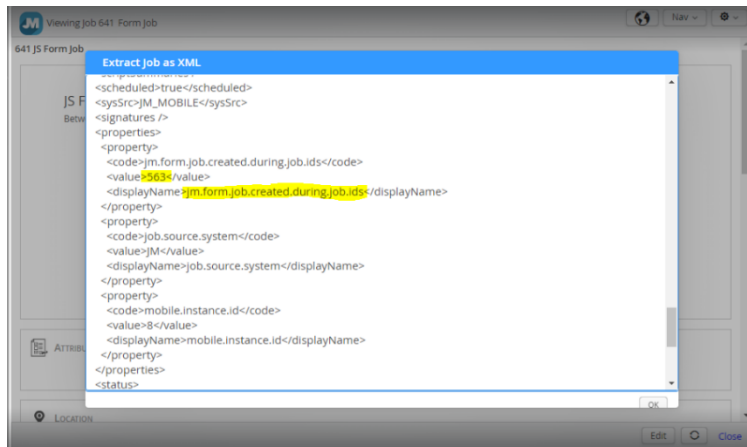 JM Viewing Job 641 Form Job
Nav
641 JS Form Job
Extract Job as XML
<scheduled>true</scheduled>
<sysSrc>JM_MOBILE</sysSrc>
<signatures />
<properties>
<property>
<code>jm.form.job.created.during.job.ids</code>
<value>563</value>
<displayName>jm.form.job.created.during.job.ids</displayName>
</property>
<property>
<code>job.source.system</code>
<value>JM</value>
<displayName>job.source.system</displayName>
</property>
<property>
<code>mobile.instance.id</code>
<value>8</value>
<displayName>mobile.instance.id</displayName>
</property>
</properties>
<status>
JS F
Betw
ATTRIBU
OK
LOCATION
Edit
Close